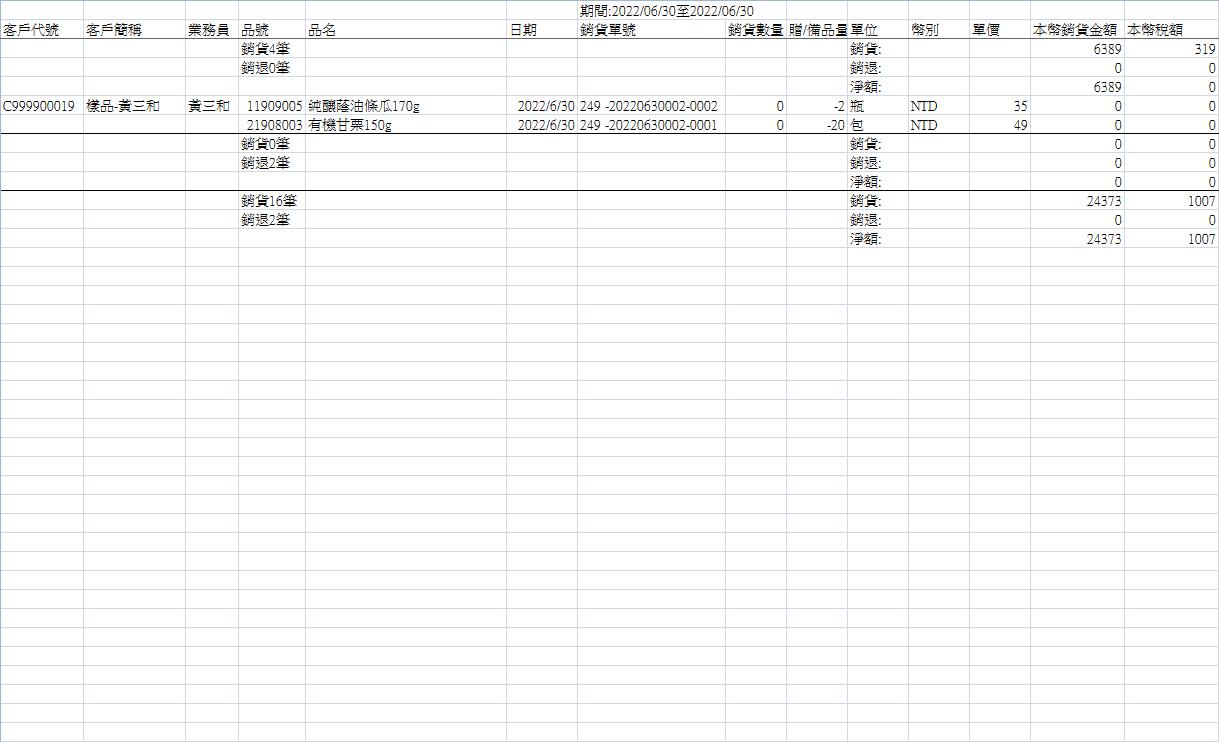 期間:2022/06/30至2022/06/30
客戶代號 客戶簡稱 業務員 品號 品名 日期 銷貨單號 銷貨數量 贈/備品量 單位 幣別 單價 本幣銷貨金額 本幣稅額
銷貨4筆 銷貨: 6389 319
銷退0筆 銷退: 0 0
淨額: 6389 0
C999900019 樣品-黃三和 黃三和 11909005 純釀蔭油條瓜170g 2022/6/30 249 -20220630002-0002 0 -2 瓶 NTD 35 0 0
21908003 有機甘栗150g 2022/6/30 249 -20220630002-0001 0 -20 包 NTD 49 0 0
銷貨0筆 銷貨: 0 0
銷退2筆 銷退: 0 0
淨額: 0 0
銷貨16筆 銷貨: 24373 1007
銷退2筆 銷退: 0 0
淨額: 24373 1007